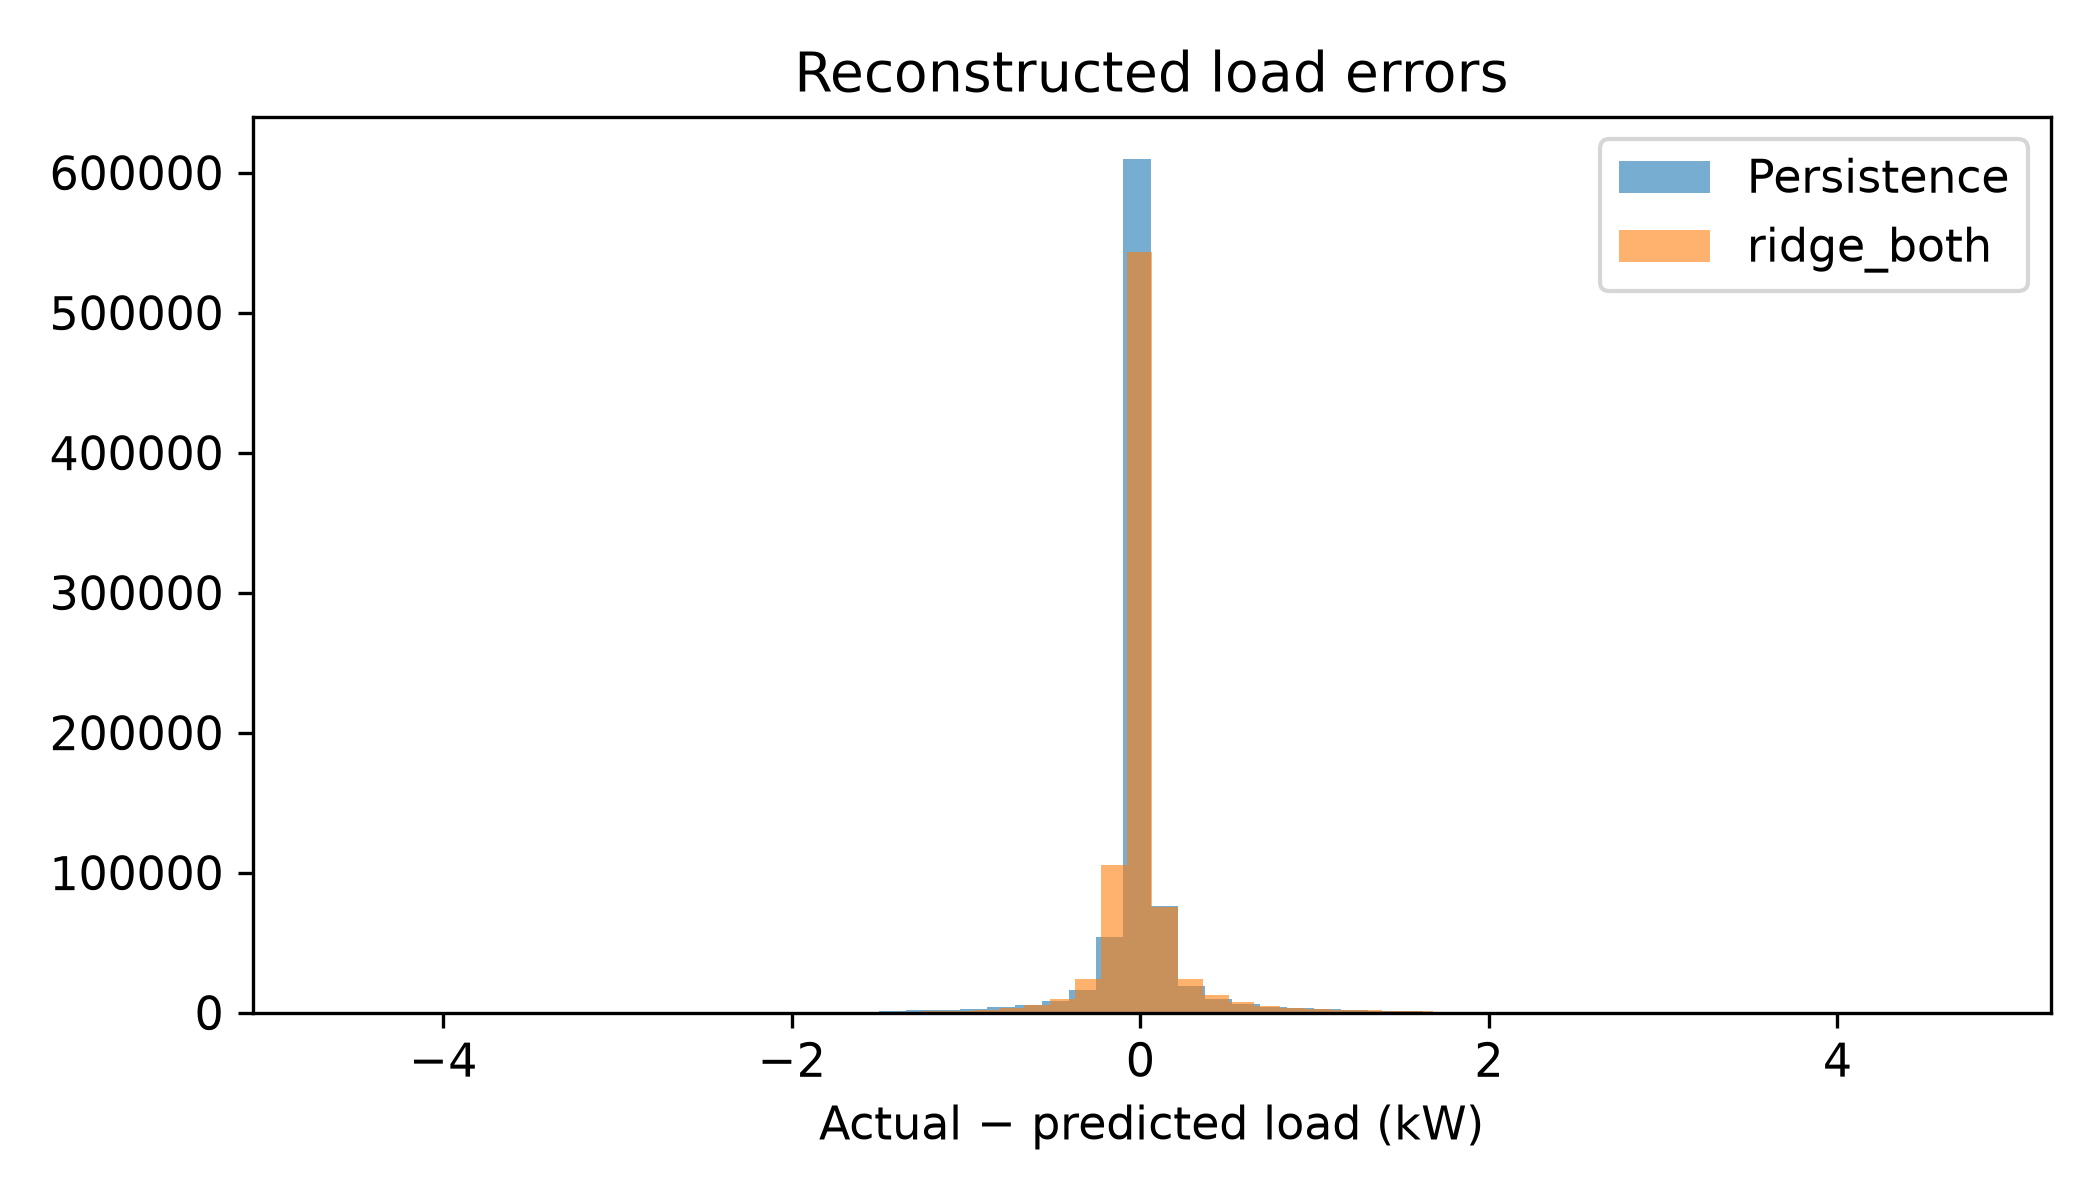 Reconstructed load errors
Persistence
ridge_both
600000
500000
400000
300000
200000
100000
0
−4 −2 0 2 4
Actual − predicted load (kW)